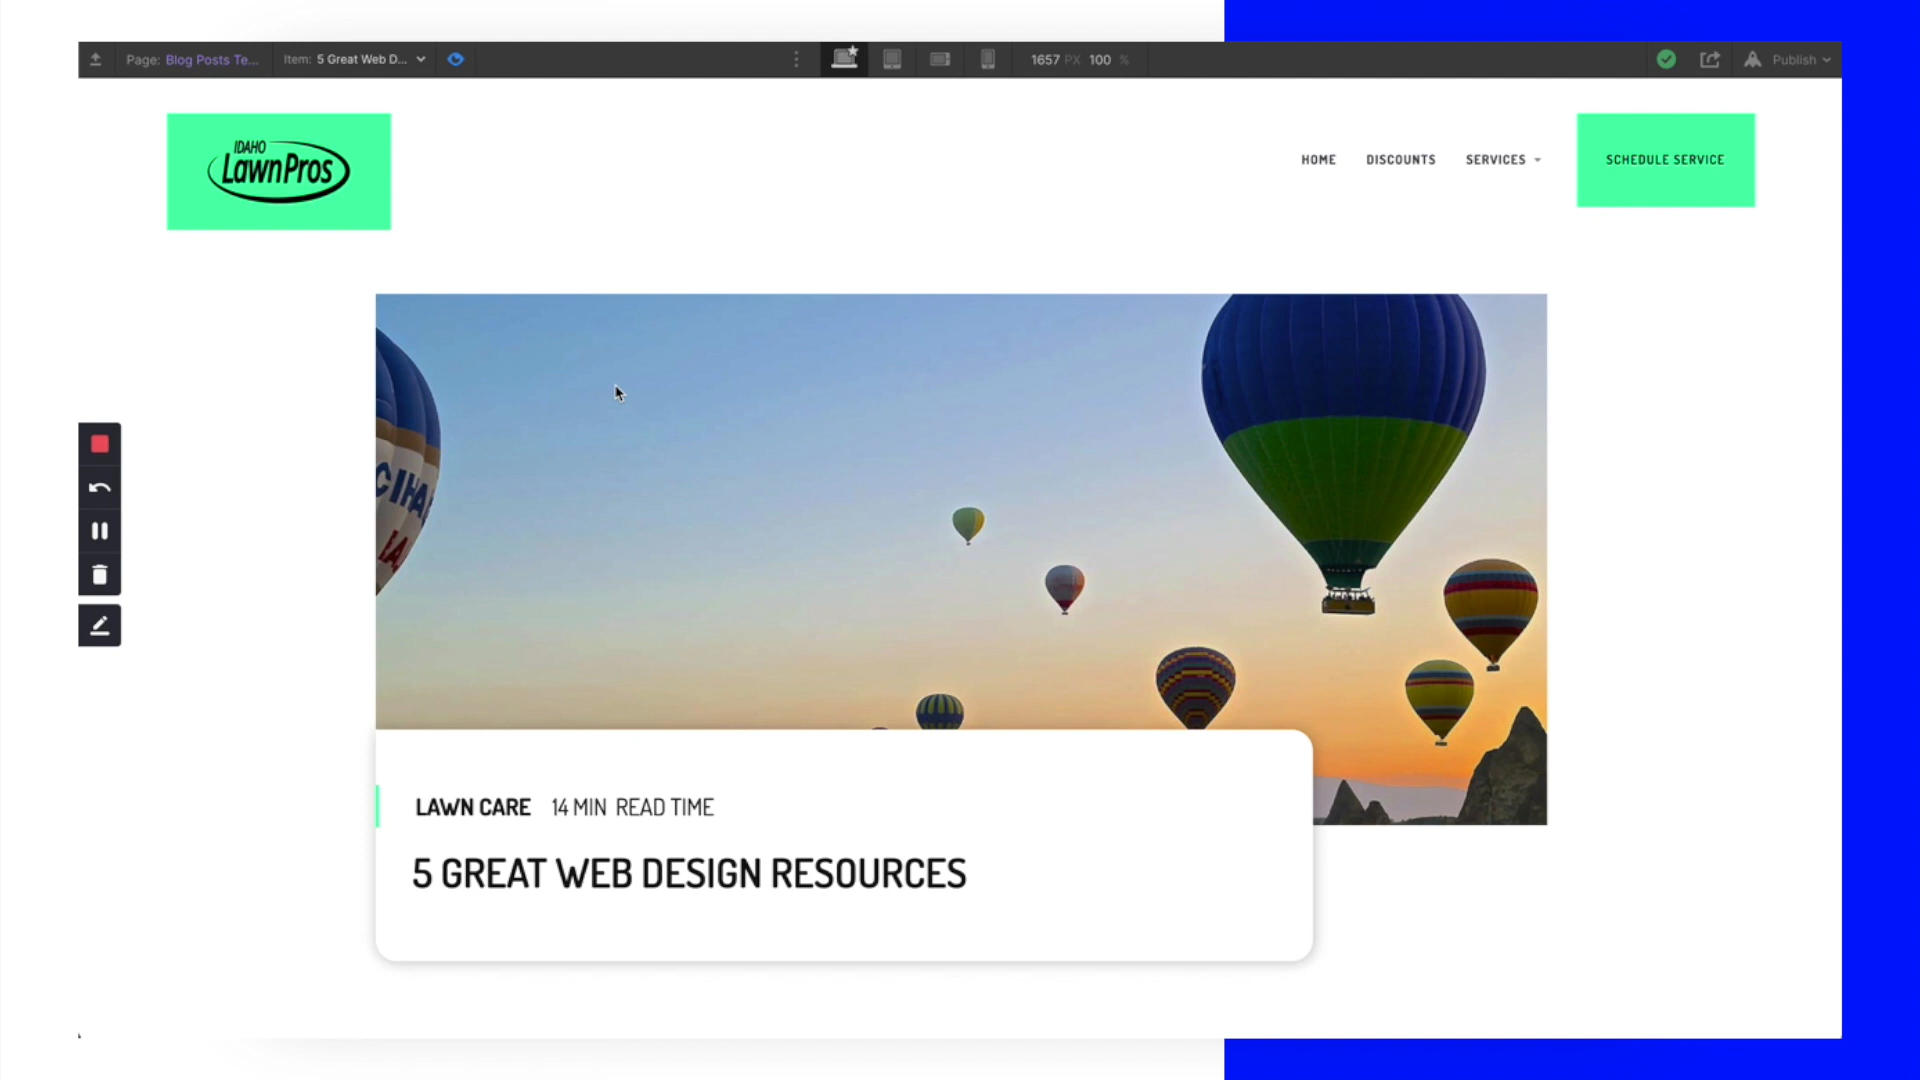 Page: Blog Posts Te...
Item: 5 Great Web D...
1657 PX 100 %
Publish
IDAHO
LawnPros
HOME
DISCOUNTS
SERVICES
SCHEDULE SERVICE
LAWN CARE 14 MIN READ TIME
5 GREAT WEB DESIGN RESOURCES